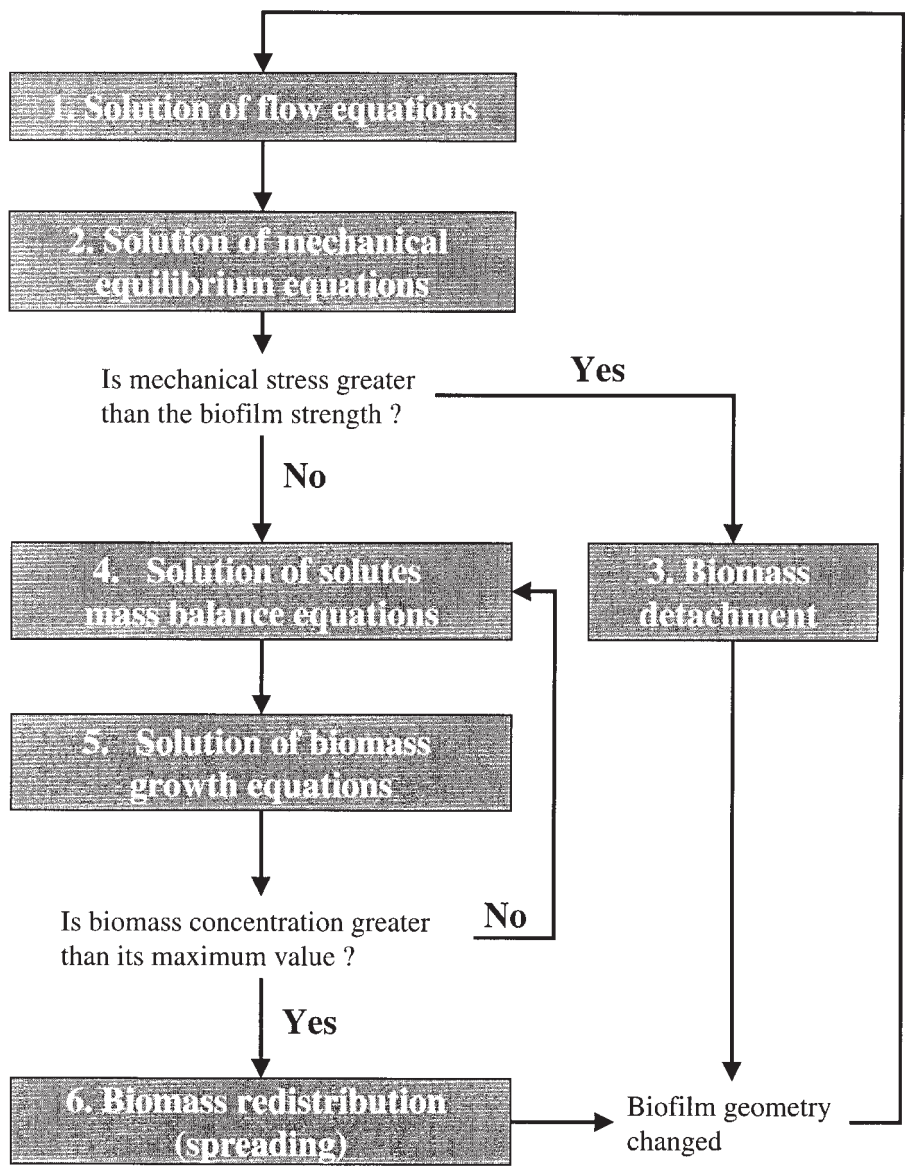 1. Solution of flow equations
2. Solution of mechanical
equilibrium equations
Is mechanical stress greater
than the biofilm strength ?
Yes
No
4. Solution of solutes
mass balance equations
3. Biomass
detachment
5. Solution of biomass
growth equations
Is biomass concentration greater
than its maximum value ?
No
Yes
6. Biomass redistribution
(spreading)
Biofilm geometry
changed